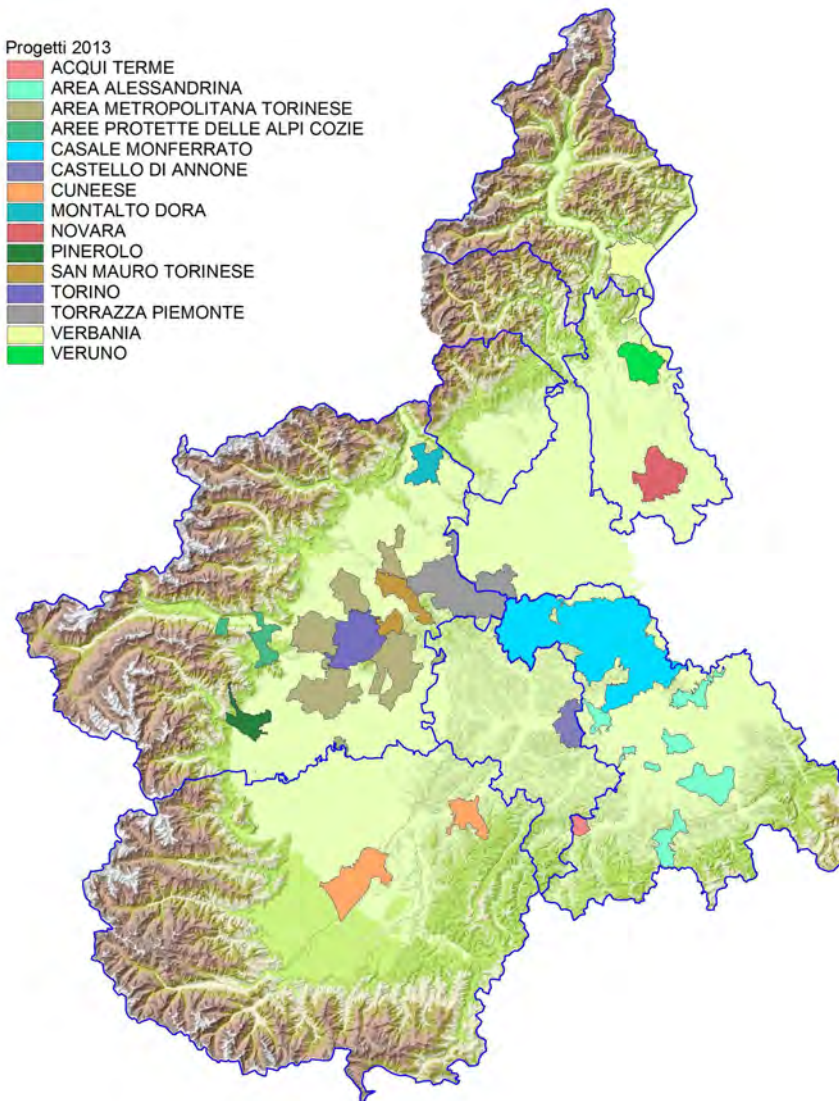 Progetti 2013
ACQUI TERME
AREA ALESSANDRINA
AREA METROPOLITANA TORINESE
AREE PROTETTE DELLE ALPI COZIE
CASALE MONFERRATO
CASTELLO DI ANNONE
CUNEESE
MONTALTO DORA
NOVARA
PINEROLO
SAN MAURO TORINESE
TORINO
TORRAZZA PIEMONTE
VERBANIA
VERUNO